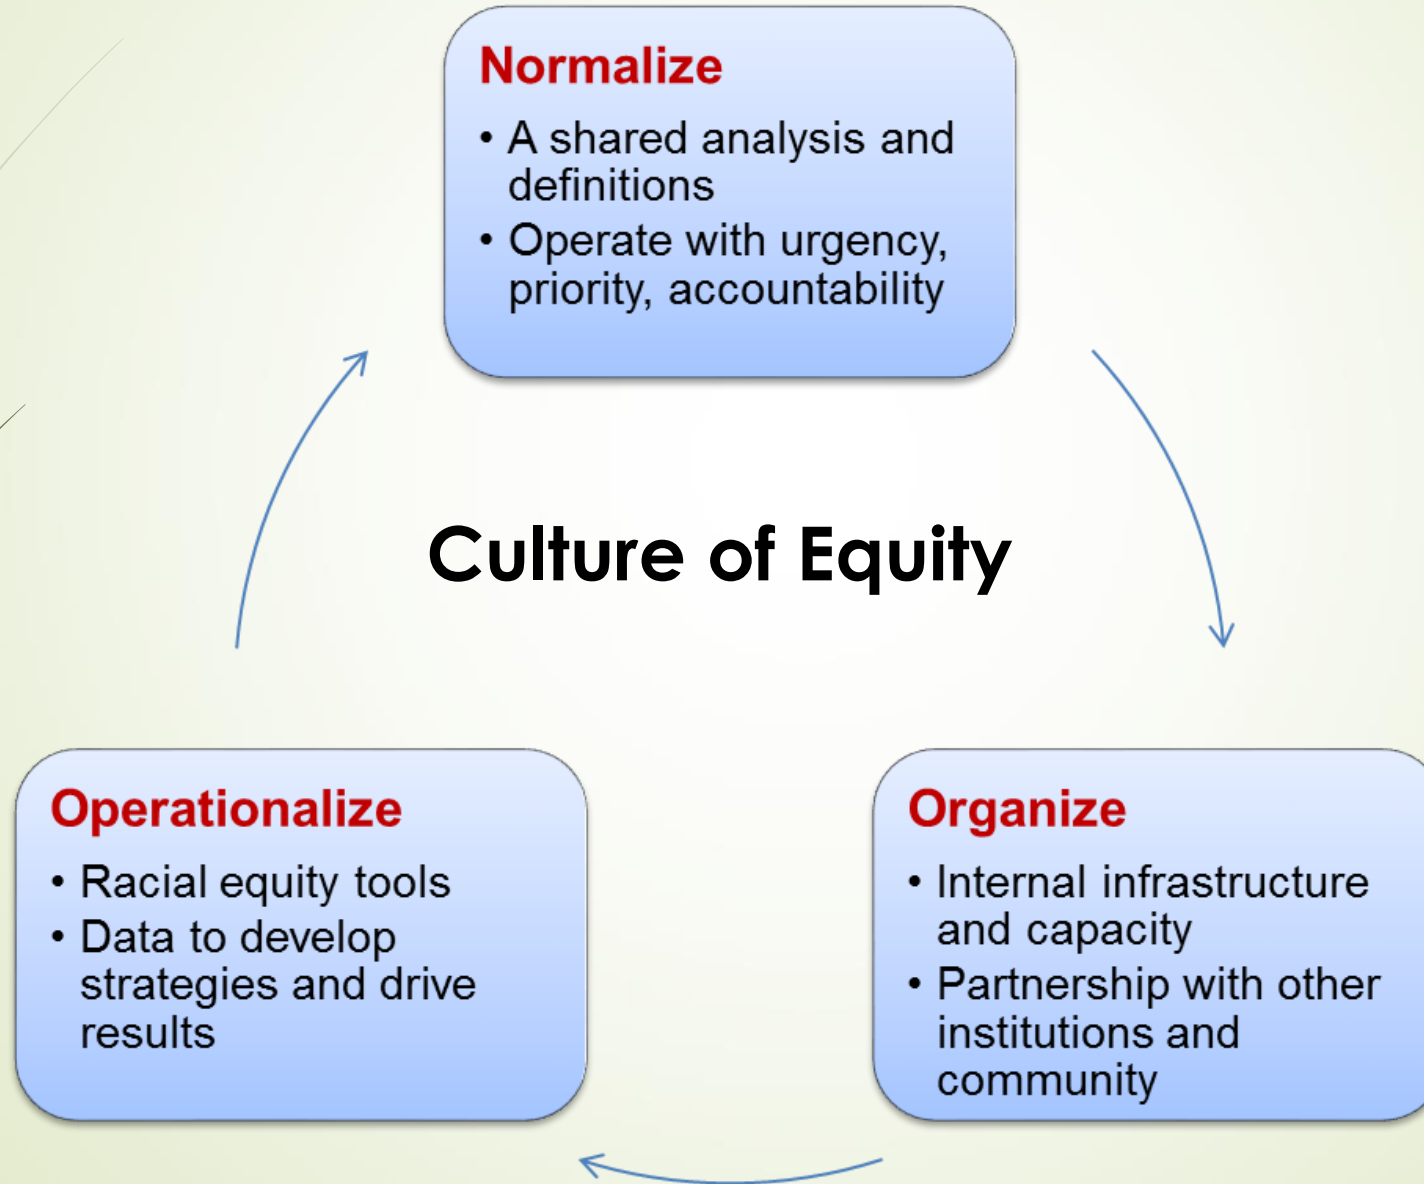 Normalize
• A shared analysis and
definitions
• Operate with urgency,
priority, accountability
Culture of Equity
Operationalize
• Racial equity tools
• Data to develop
strategies and drive
results
Organize
• Internal infrastructure
and capacity
• Partnership with other
institutions and
community